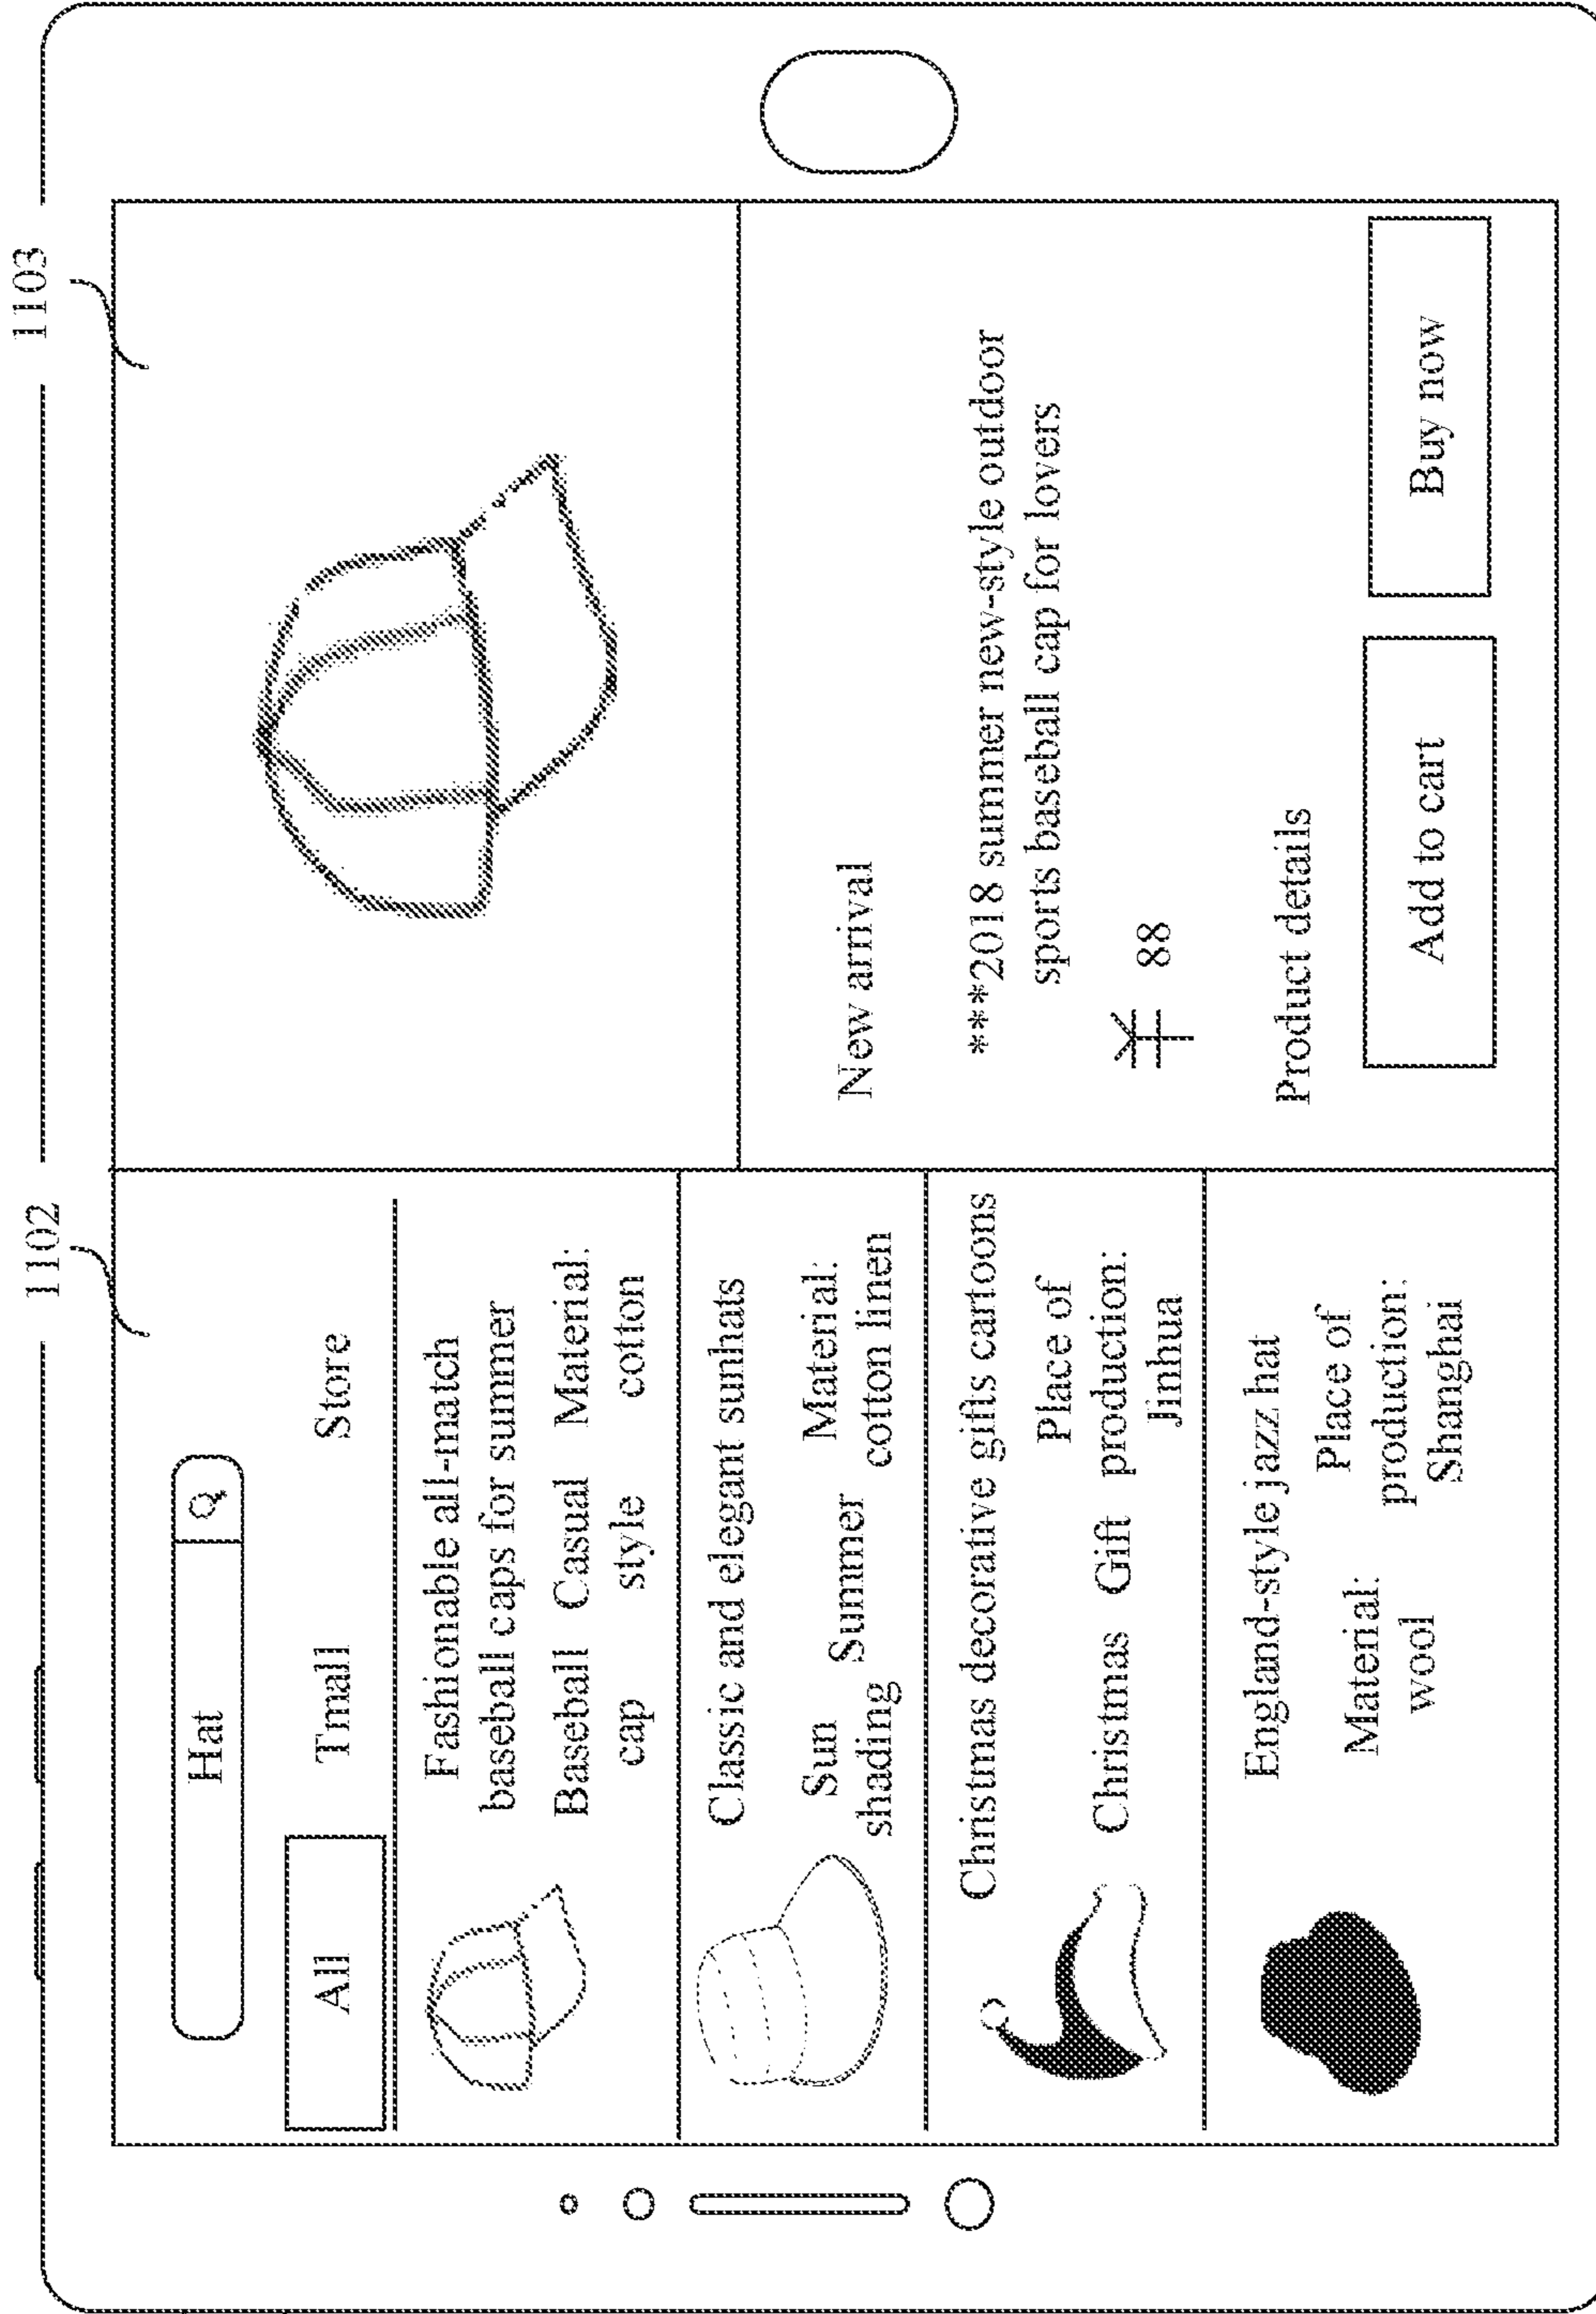 1102
1103
Hat
All Tmall Store
Fashionable all-match
baseball caps for summer
Baseball Casual Material:
cap style cotton
Classic and elegant sunhats
Sun Summer Material:
shading cotton linen
Christmas decorative gifts cartoons
Place of
Christmas Gift production:
Jinhua
England-style jazz hat
Material: Place of
wool production:
Shanghai
New arrival
***2018 summer new-style outdoor
sports baseball cap for lovers
¥ 88
Product details
Add to cart
Buy now